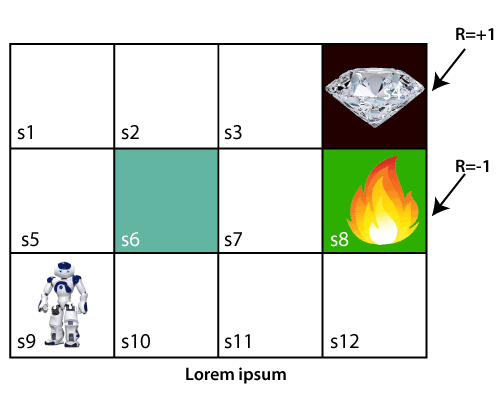 R=+1
s1
s2
s3
R=-1
s5
s6
s7
s8
s9
s10
s11
s12
Lorem ipsum